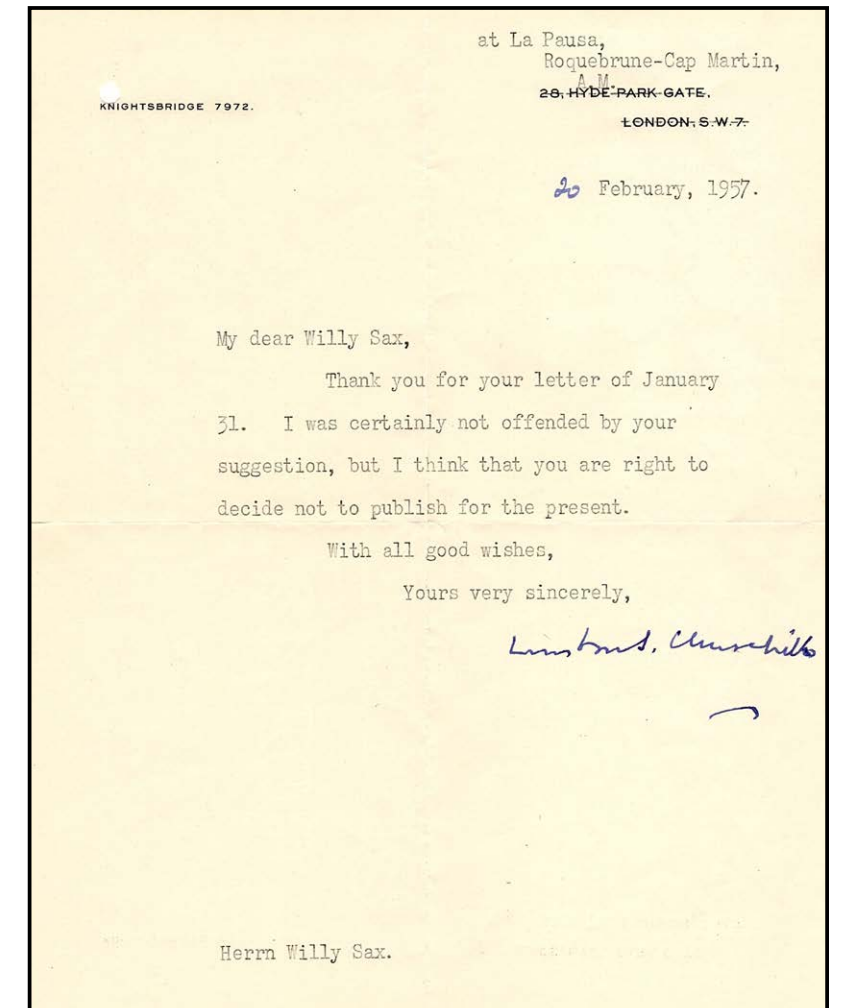 at La Pausa,
Roquebrune-Cap Martin,
A.M.
28, HYDE PARK GATE,
KNIGHTSBRIDGE 7972.
LONDON, S.W.7.
20 February, 1957.
My dear Willy Sax,
Thank you for your letter of January
31. I was certainly not offended by your
suggestion, but I think that you are right to
decide not to publish for the present.
With all good wishes,
Yours very sincerely,
Winston S. Churchill
Herrn Willy Sax.